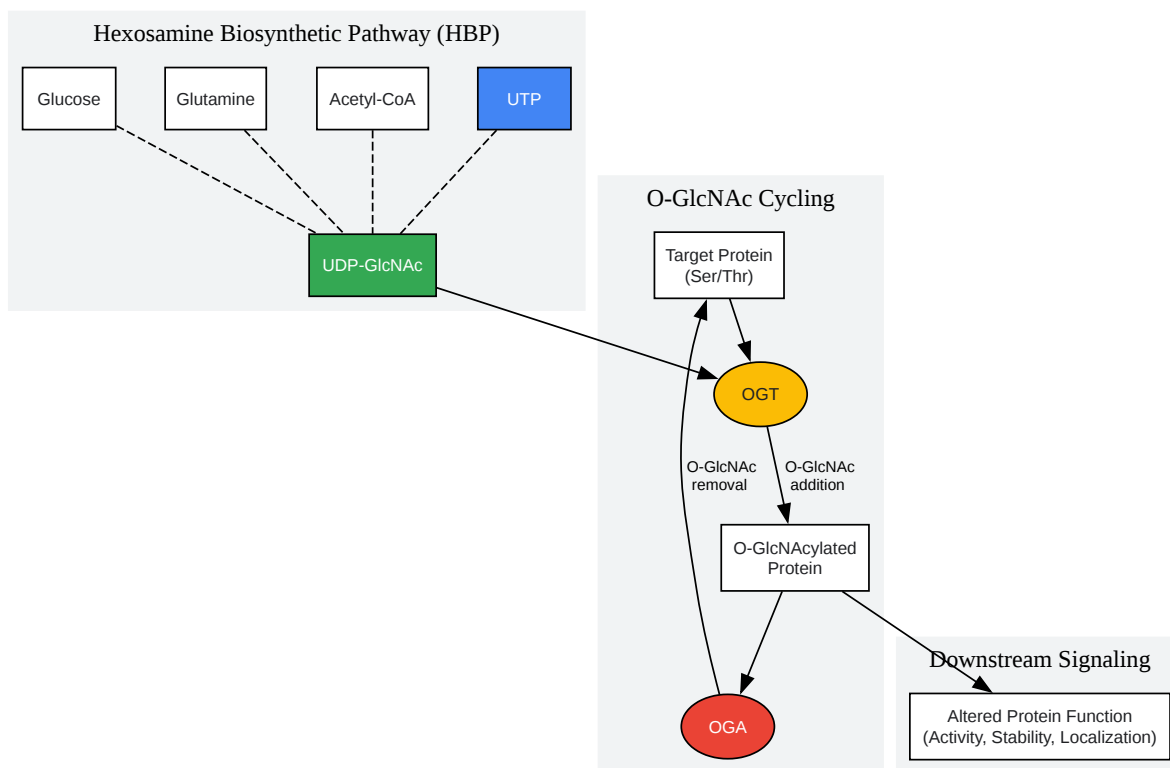 Hexosamine Biosynthetic Pathway (HBP)
Glucose
Glutamine
Acetyl-CoA
UTP
UDP-GlcNAc
O-GlcNAc Cycling
Target Protein
(Ser/Thr)
OGT
O-GlcNAc
removal
O-GlcNAc
addition
O-GlcNAcylated
Protein
OGA
Downstream Signaling
Altered Protein Function
(Activity, Stability, Localization)